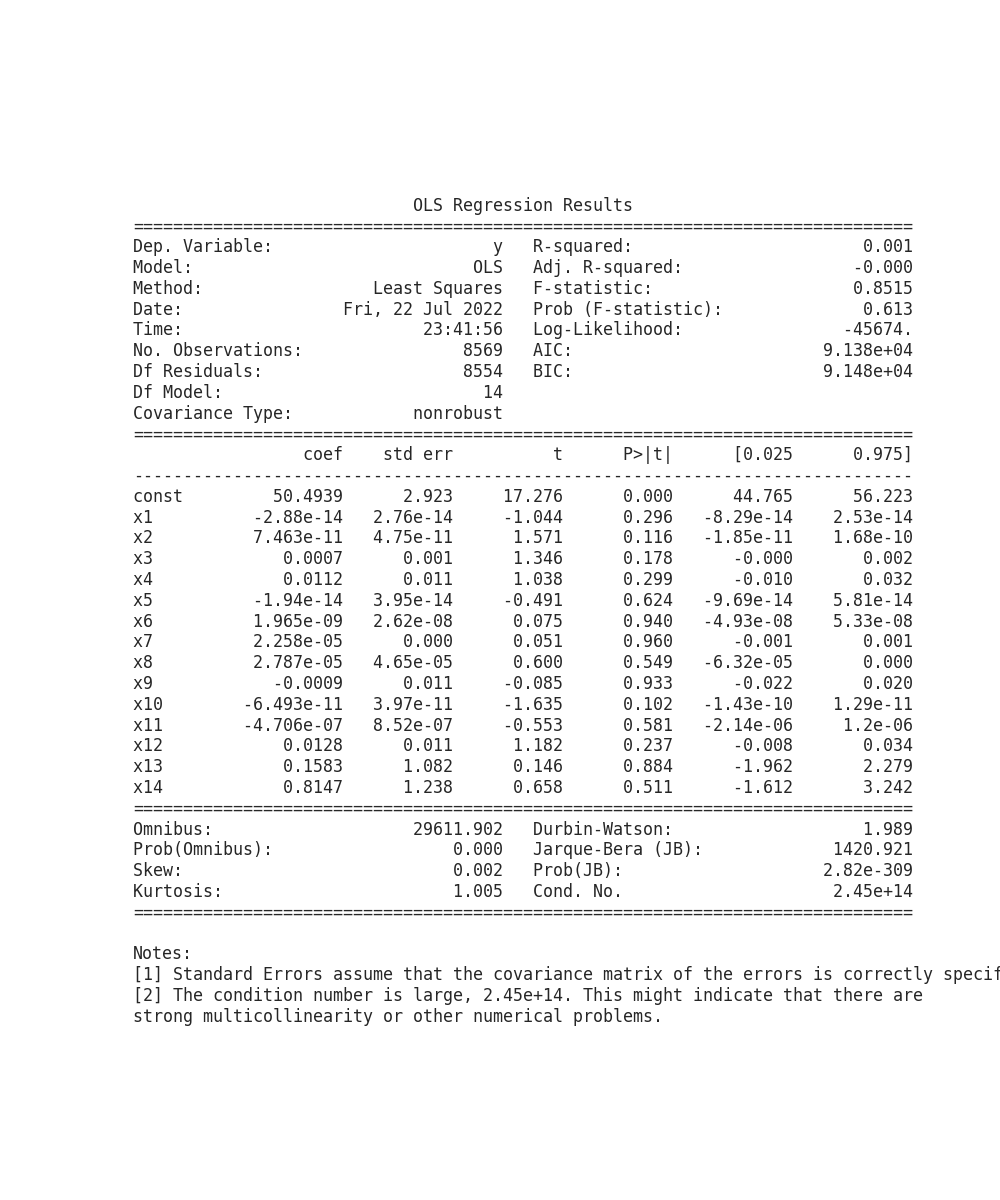 OLS Regression Results
==============================================================================
Dep. Variable:                      y   R-squared:                       0.001
Model:                            OLS   Adj. R-squared:                 -0.000
Method:                 Least Squares   F-statistic:                    0.8515
Date:                Fri, 22 Jul 2022   Prob (F-statistic):              0.613
Time:                        23:41:56   Log-Likelihood:                -45674.
No. Observations:                8569   AIC:                         9.138e+04
Df Residuals:                    8554   BIC:                         9.148e+04
Df Model:                          14
Covariance Type:            nonrobust
==============================================================================
                 coef    std err          t      P>|t|      [0.025      0.975]
------------------------------------------------------------------------------
const         50.4939      2.923     17.276      0.000      44.765      56.223
x1          -2.88e-14   2.76e-14     -1.044      0.296   -8.29e-14    2.53e-14
x2          7.463e-11   4.75e-11      1.571      0.116   -1.85e-11    1.68e-10
x3             0.0007      0.001      1.346      0.178      -0.000       0.002
x4             0.0112      0.011      1.038      0.299      -0.010       0.032
x5          -1.94e-14   3.95e-14     -0.491      0.624   -9.69e-14    5.81e-14
x6          1.965e-09   2.62e-08      0.075      0.940   -4.93e-08    5.33e-08
x7          2.258e-05      0.000      0.051      0.960      -0.001       0.001
x8          2.787e-05   4.65e-05      0.600      0.549   -6.32e-05       0.000
x9            -0.0009      0.011     -0.085      0.933      -0.022       0.020
x10        -6.493e-11   3.97e-11     -1.635      0.102   -1.43e-10    1.29e-11
x11        -4.706e-07   8.52e-07     -0.553      0.581   -2.14e-06     1.2e-06
x12            0.0128      0.011      1.182      0.237      -0.008       0.034
x13            0.1583      1.082      0.146      0.884      -1.962       2.279
x14            0.8147      1.238      0.658      0.511      -1.612       3.242
==============================================================================
Omnibus:                    29611.902   Durbin-Watson:                   1.989
Prob(Omnibus):                  0.000   Jarque-Bera (JB):             1420.921
Skew:                           0.002   Prob(JB):                    2.82e-309
Kurtosis:                       1.005   Cond. No.                     2.45e+14
==============================================================================
Notes:
[1] Standard Errors assume that the covariance matrix of the errors is correctly specif
[2] The condition number is large, 2.45e+14. This might indicate that there are
strong multicollinearity or other numerical problems.